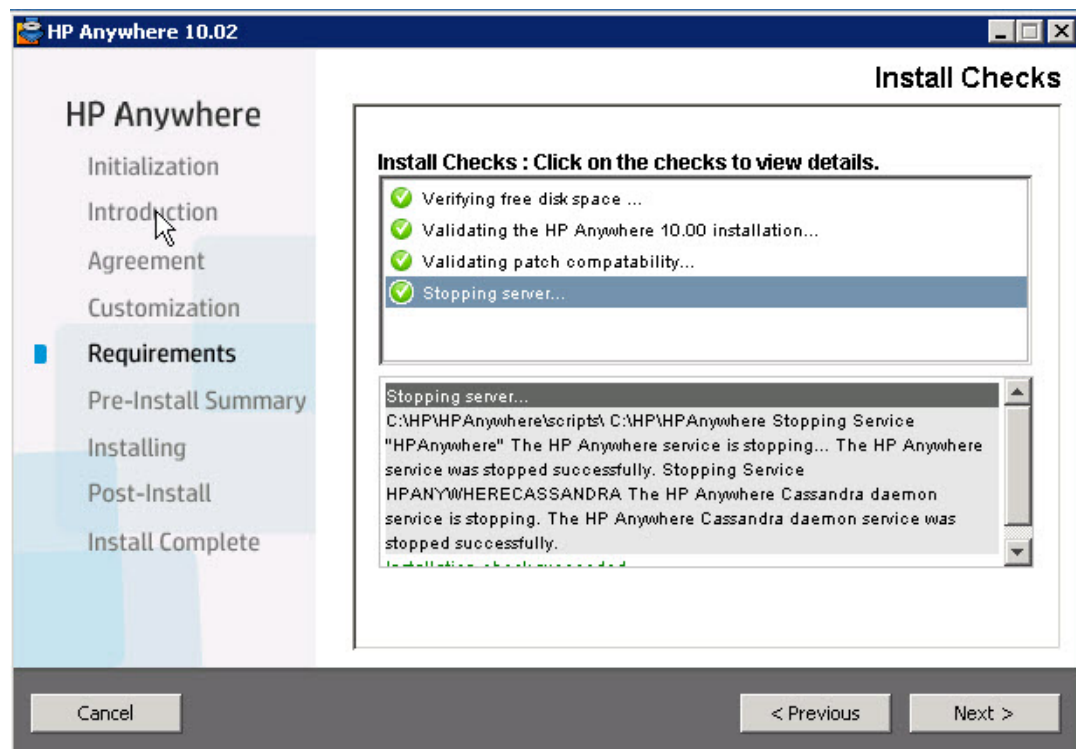 HP Anywhere 10.02
Install Checks
HP Anywhere
Initialization
Introduction
Agreement
Customization
Requirements
Pre-Install Summary
Installing
Post-Install
Install Complete
Install Checks : Click on the checks to view details.
Verifying free disk space ...
Validating the HP Anywhere 10.00 installation...
Validating patch compatability...
Stopping server...
Stopping server...
C:\HP\HPAnywhere\scripts\ C:\HP\HPAnywhere Stopping Service
"HPAnywhere" The HP Anywhere service is stopping... The HP Anywhere
service was stopped successfully. Stopping Service
HPANYWHERECASSANDRA The HP Anywhere Cassandra daemon
service is stopping. The HP Anywhere Cassandra daemon service was
stopped successfully.
Installation check succeeded
Cancel
< Previous
Next >